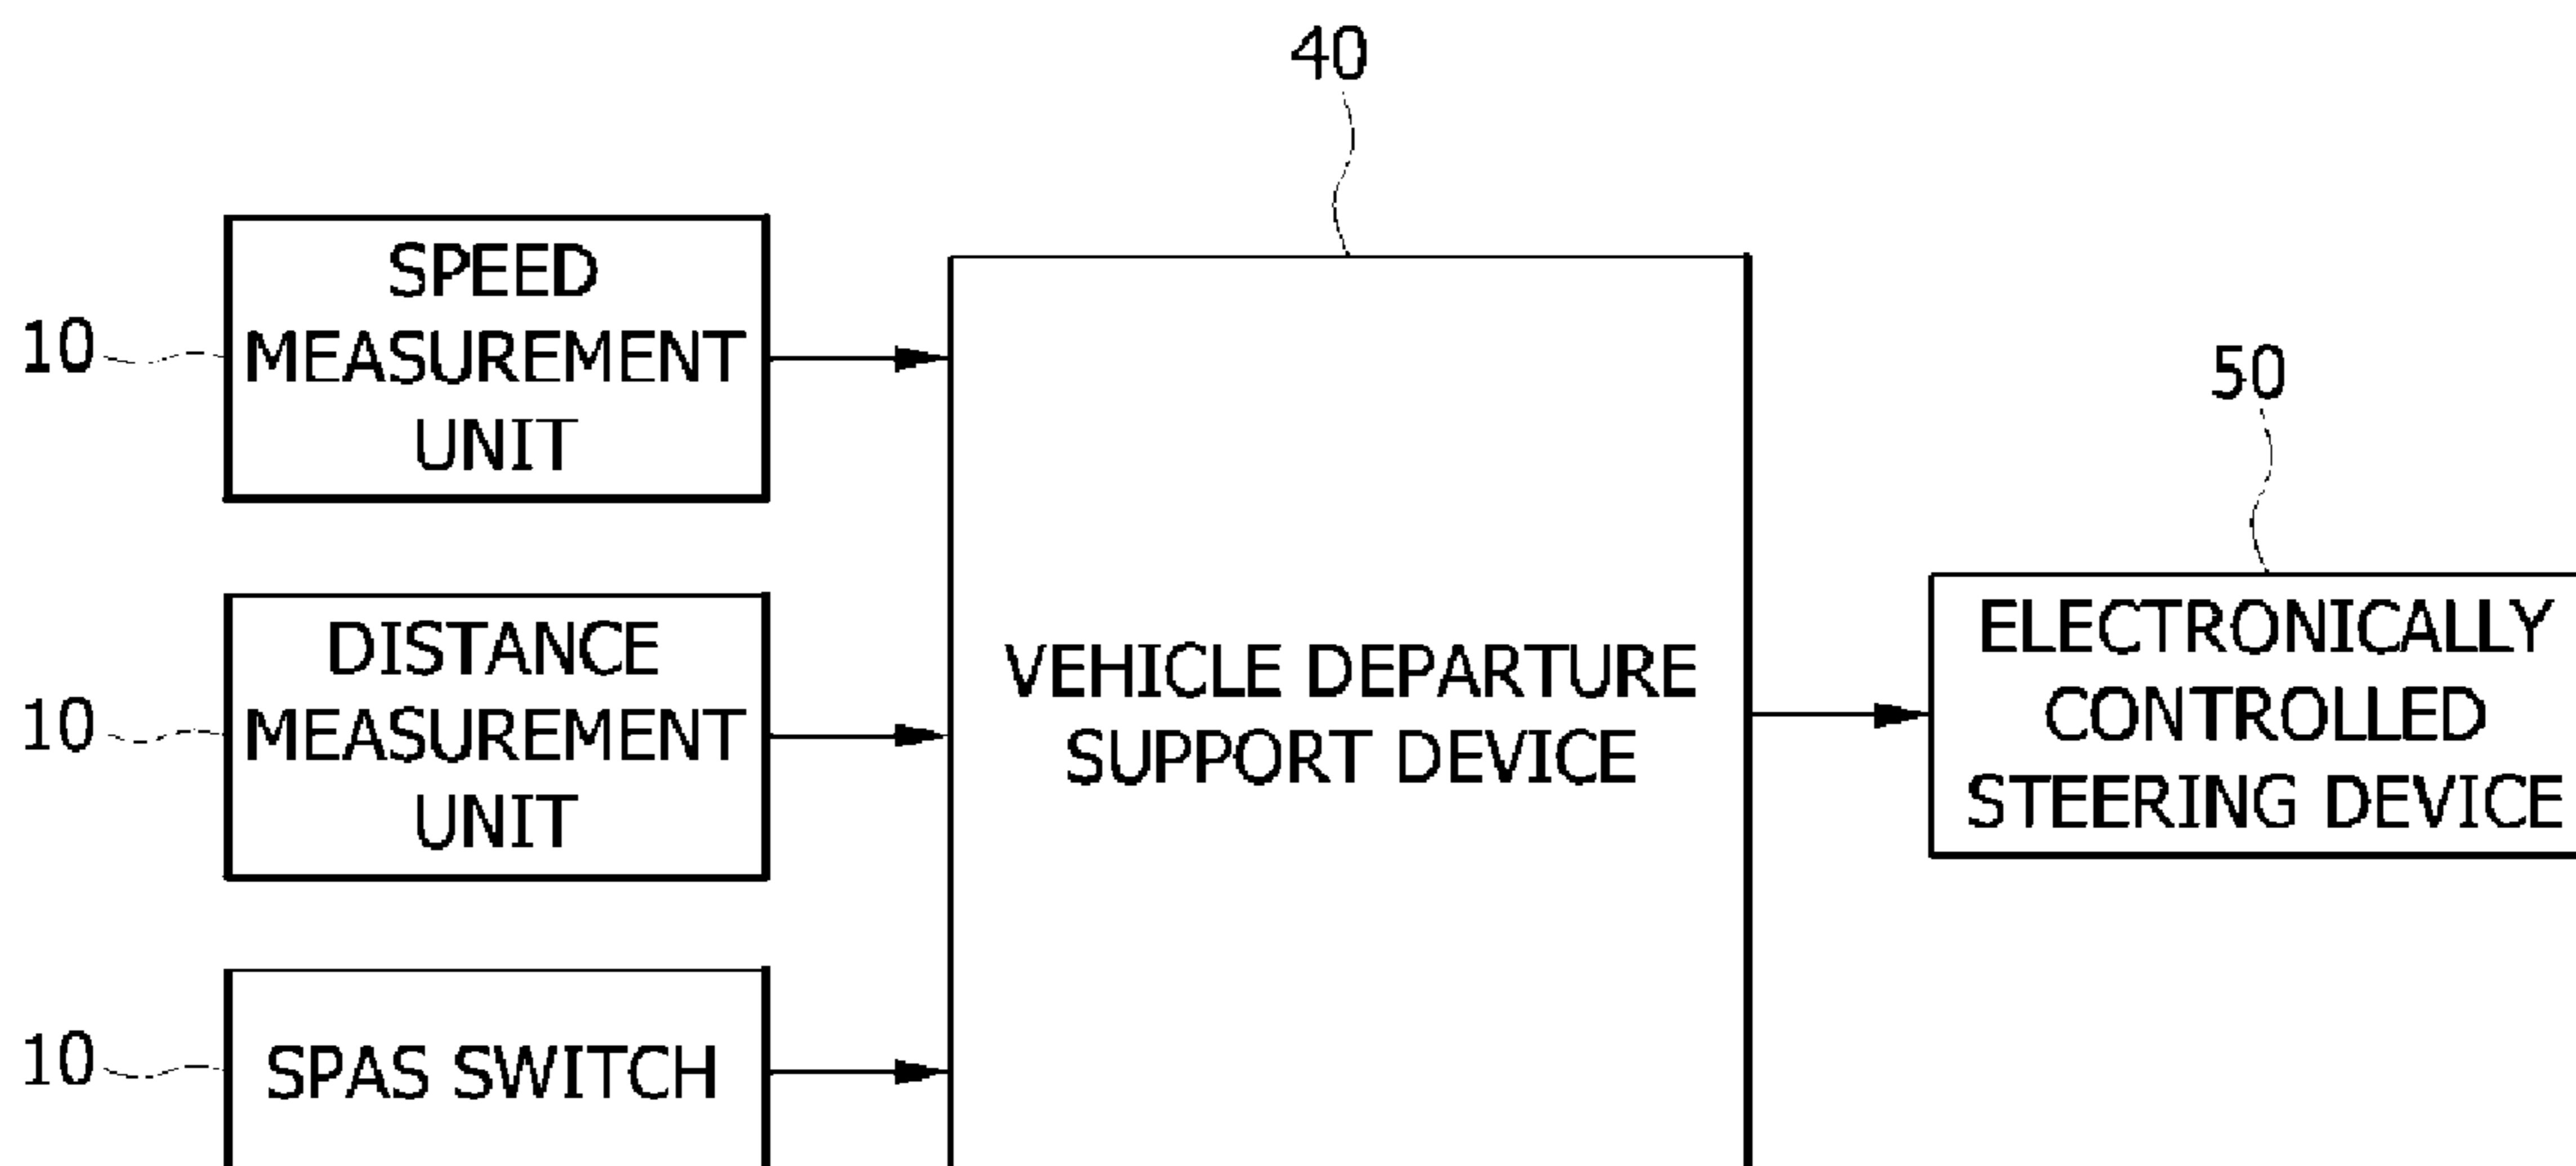 40
SPEED
MEASUREMENT
UNIT
10
50
DISTANCE
MEASUREMENT
UNIT
10
VEHICLE DEPARTURE
SUPPORT DEVICE
ELECTRONICALLY
CONTROLLED
STEERING DEVICE
SPAS SWITCH
10